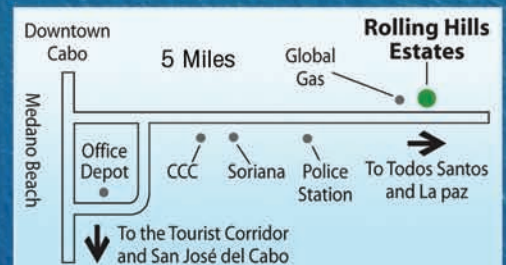 Downtown
Cabo
5 Miles
Global
Gas
Rolling Hills
Estates
Medano Beach
Office
Depot
CCC
Soriana
Police
Station
To Todos Santos
and La paz
To the Tourist Corridor
and San José del Cabo